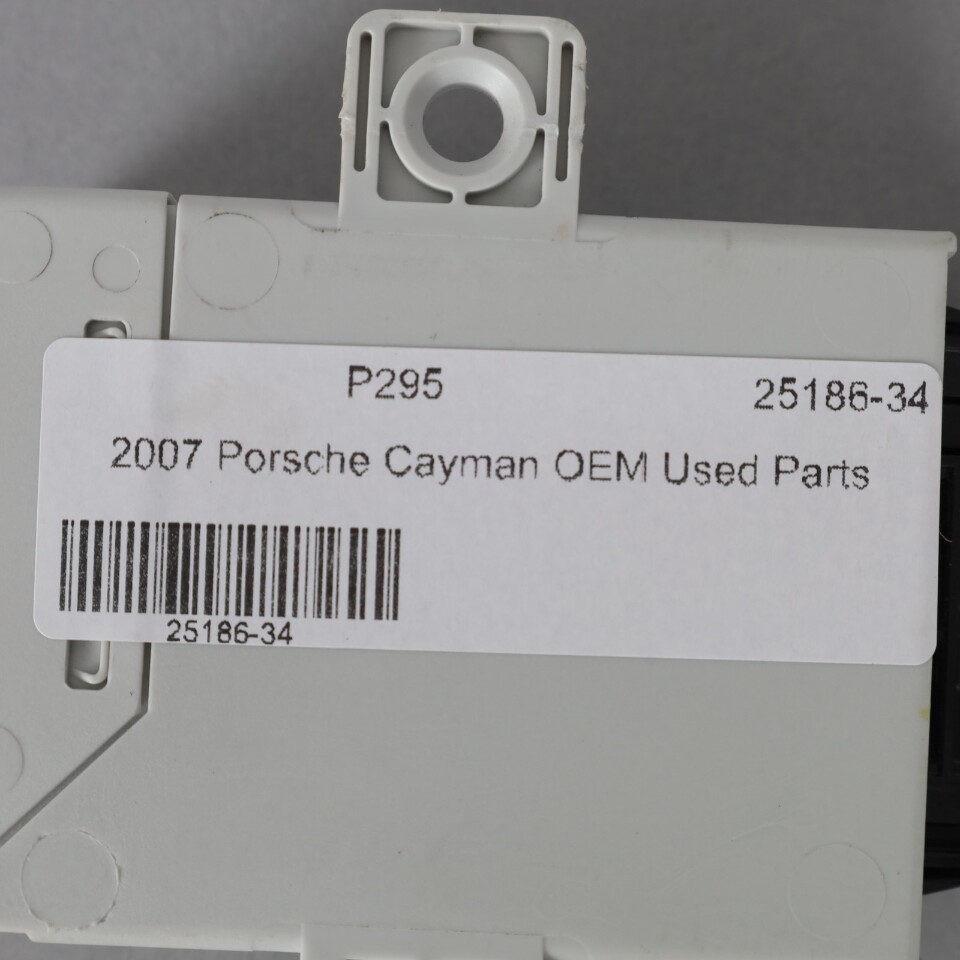 P295 25186-34
2007 Porsche Cayman OEM Used Parts
25186-34